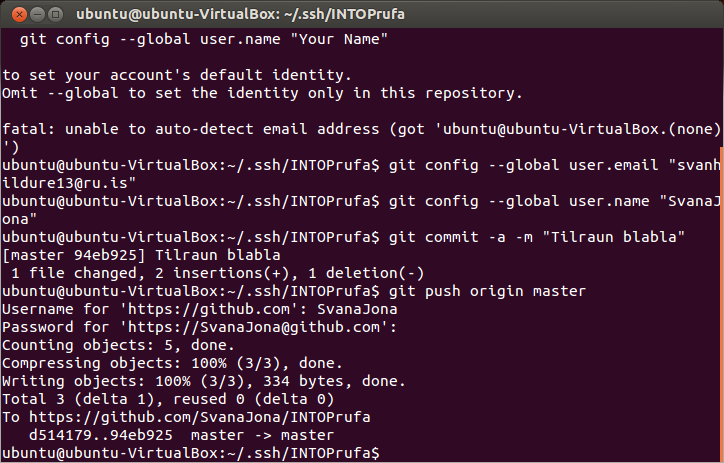 ubuntu@ubuntu-VirtualBox: ~/.ssh/INTOPrufa
git config --global user.name "Your Name"
to set your account's default identity.
Omit --global to set the identity only in this repository.
fatal: unable to auto-detect email address (got 'ubuntu@ubuntu-VirtualBox.(none)
')
ubuntu@ubuntu-VirtualBox:~/.ssh/INTOPrufa$ git config --global user.email "svanh
ildure13@ru.is"
ubuntu@ubuntu-VirtualBox:~/.ssh/INTOPrufa$ git config --global user.name "SvanaJ
ona"
ubuntu@ubuntu-VirtualBox:~/.ssh/INTOPrufa$ git commit -a -m "Tilraun blabla"
[master 94eb925] Tilraun blabla
1 file changed, 2 insertions(+), 1 deletion(-)
ubuntu@ubuntu-VirtualBox:~/.ssh/INTOPrufa$ git push origin master
Username for 'https://github.com': SvanaJona
Password for 'https://SvanaJona@github.com':
Counting objects: 5, done.
Compressing objects: 100% (3/3), done.
Writing objects: 100% (3/3), 334 bytes, done.
Total 3 (delta 1), reused 0 (delta 0)
To https://github.com/SvanaJona/INTOPrufa
d514179..94eb925  master -> master
ubuntu@ubuntu-VirtualBox:~/.ssh/INTOPrufa$